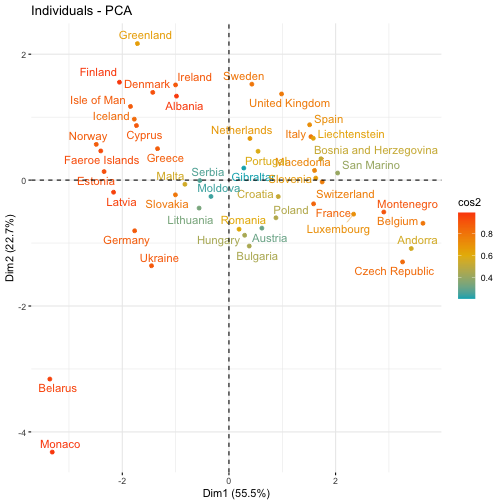 Individuals - PCA
Greenland
Finland
Ireland
Denmark
Sweden
Isle of Man
Albania
United Kingdom
Iceland
Spain
Norway
Cyprus
Netherlands
Italy
Liechtenstein
Faeroe Islands
Greece
Portugal
Bosnia and Herzegovina
Macedonia
San Marino
Estonia
Malta
Serbia
Gibraltar
Slovenia
Latvia
Slovakia
Moldova
Croatia
Switzerland
Lithuania
Romania
Poland
France
Montenegro
Belgium
Germany
Hungary
Austria
Luxembourg
Andorra
Ukraine
Bulgaria
Czech Republic
Belarus
Monaco
2
0
-2
-4
-2
0
2
Dim1 (55.5%)
Dim2 (22.7%)
cos2
0.8
0.6
0.4